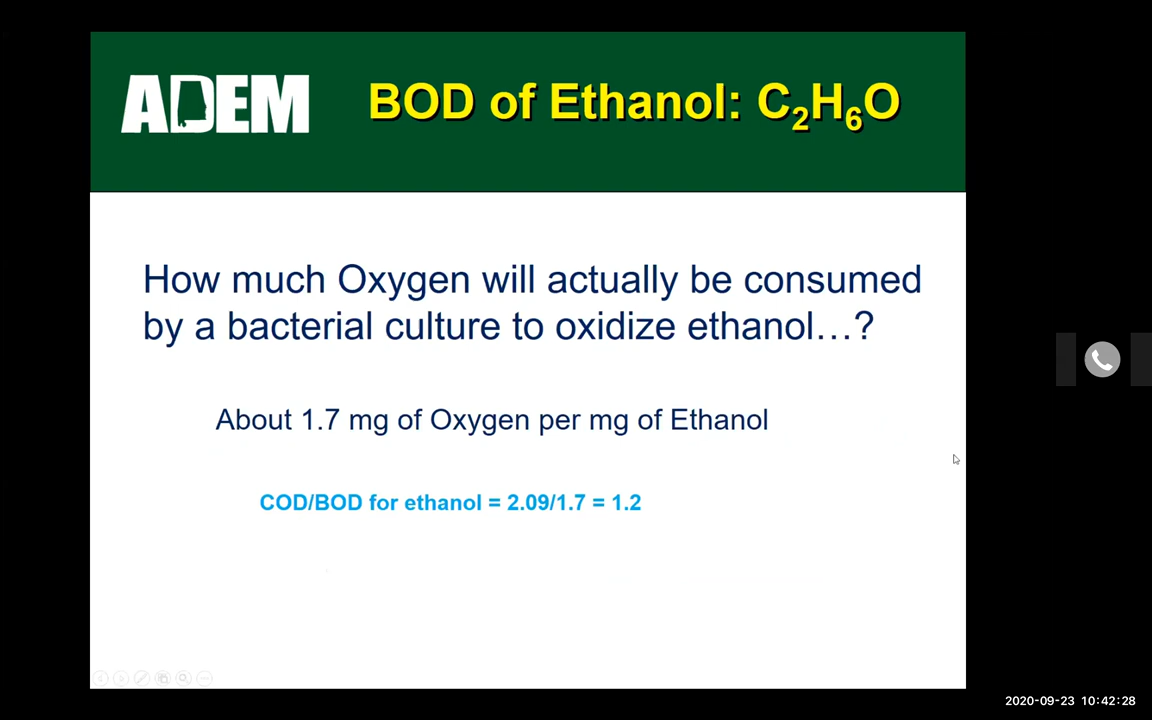 ADEM
BOD of Ethanol: C₂H₆O
How much Oxygen will actually be consumed
by a bacterial culture to oxidize ethanol…?
About 1.7 mg of Oxygen per mg of Ethanol
COD/BOD for ethanol = 2.09/1.7 = 1.2
2020-09-23 10:42:28